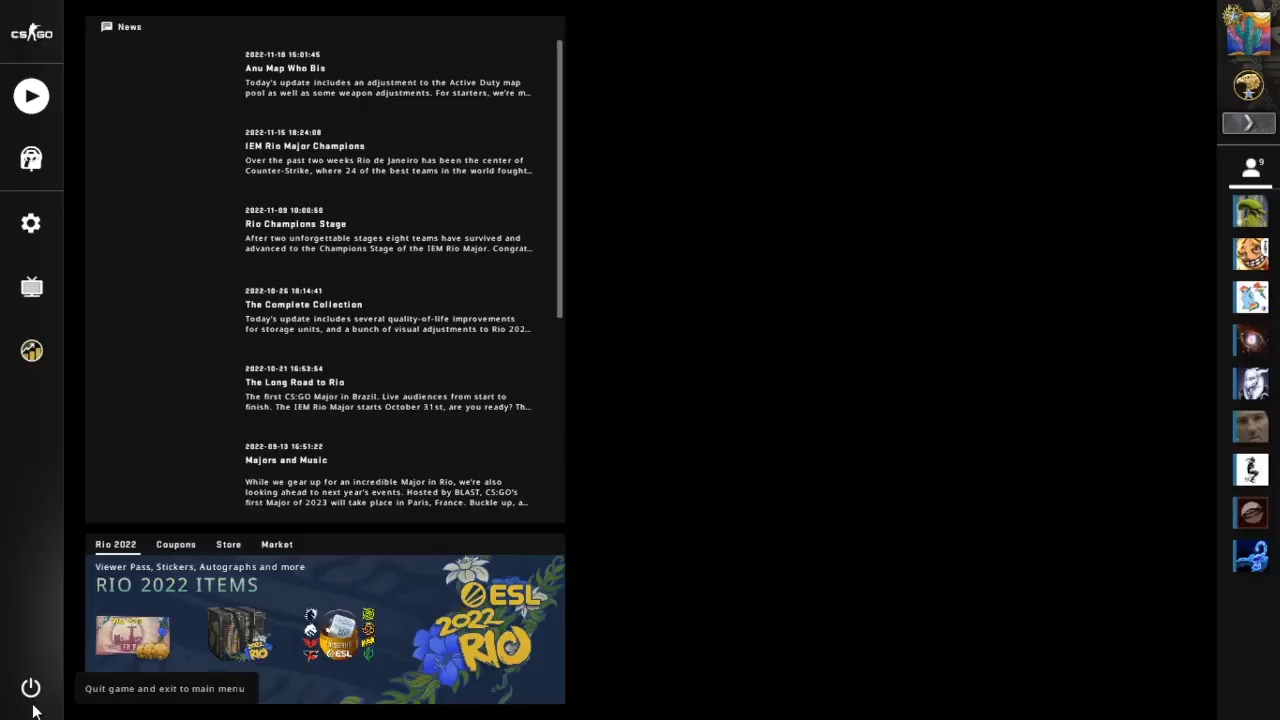 CS:GO
News
2022-11-18 15:01:45
Anu Map Who Bis
Today's update includes an adjustment to the Active Duty map
pool as well as some weapon adjustments. For starters, we're m...
2022-11-15 18:24:08
IEM Rio Major Champions
Over the past two weeks Rio de Janeiro has been the center of
Counter-Strike, where 24 of the best teams in the world fought...
2022-11-09 10:00:50
Rio Champions Stage
After two unforgettable stages eight teams have survived and
advanced to the Champions Stage of the IEM Rio Major. Congrat...
2022-10-26 18:14:41
The Complete Collection
Today's update includes several quality-of-life improvements
for storage units, and a bunch of visual adjustments to Rio 202...
2022-10-21 16:53:54
The Long Road to Rio
The first CS:GO Major in Brazil. Live audiences from start to
finish. The IEM Rio Major starts October 31st, are you ready? Th...
2022-09-13 16:51:22
Majors and Music
While we gear up for an incredible Major in Rio, we're also
looking ahead to next year's events. Hosted by BLAST, CS:GO's
first Major of 2023 will take place in Paris, France. Buckle up, a...
Rio 2022 Coupons Store Market
Viewer Pass, Stickers, Autographs and more
RIO 2022 ITEMS
ESL
2022
RIO
Quit game and exit to main menu
9